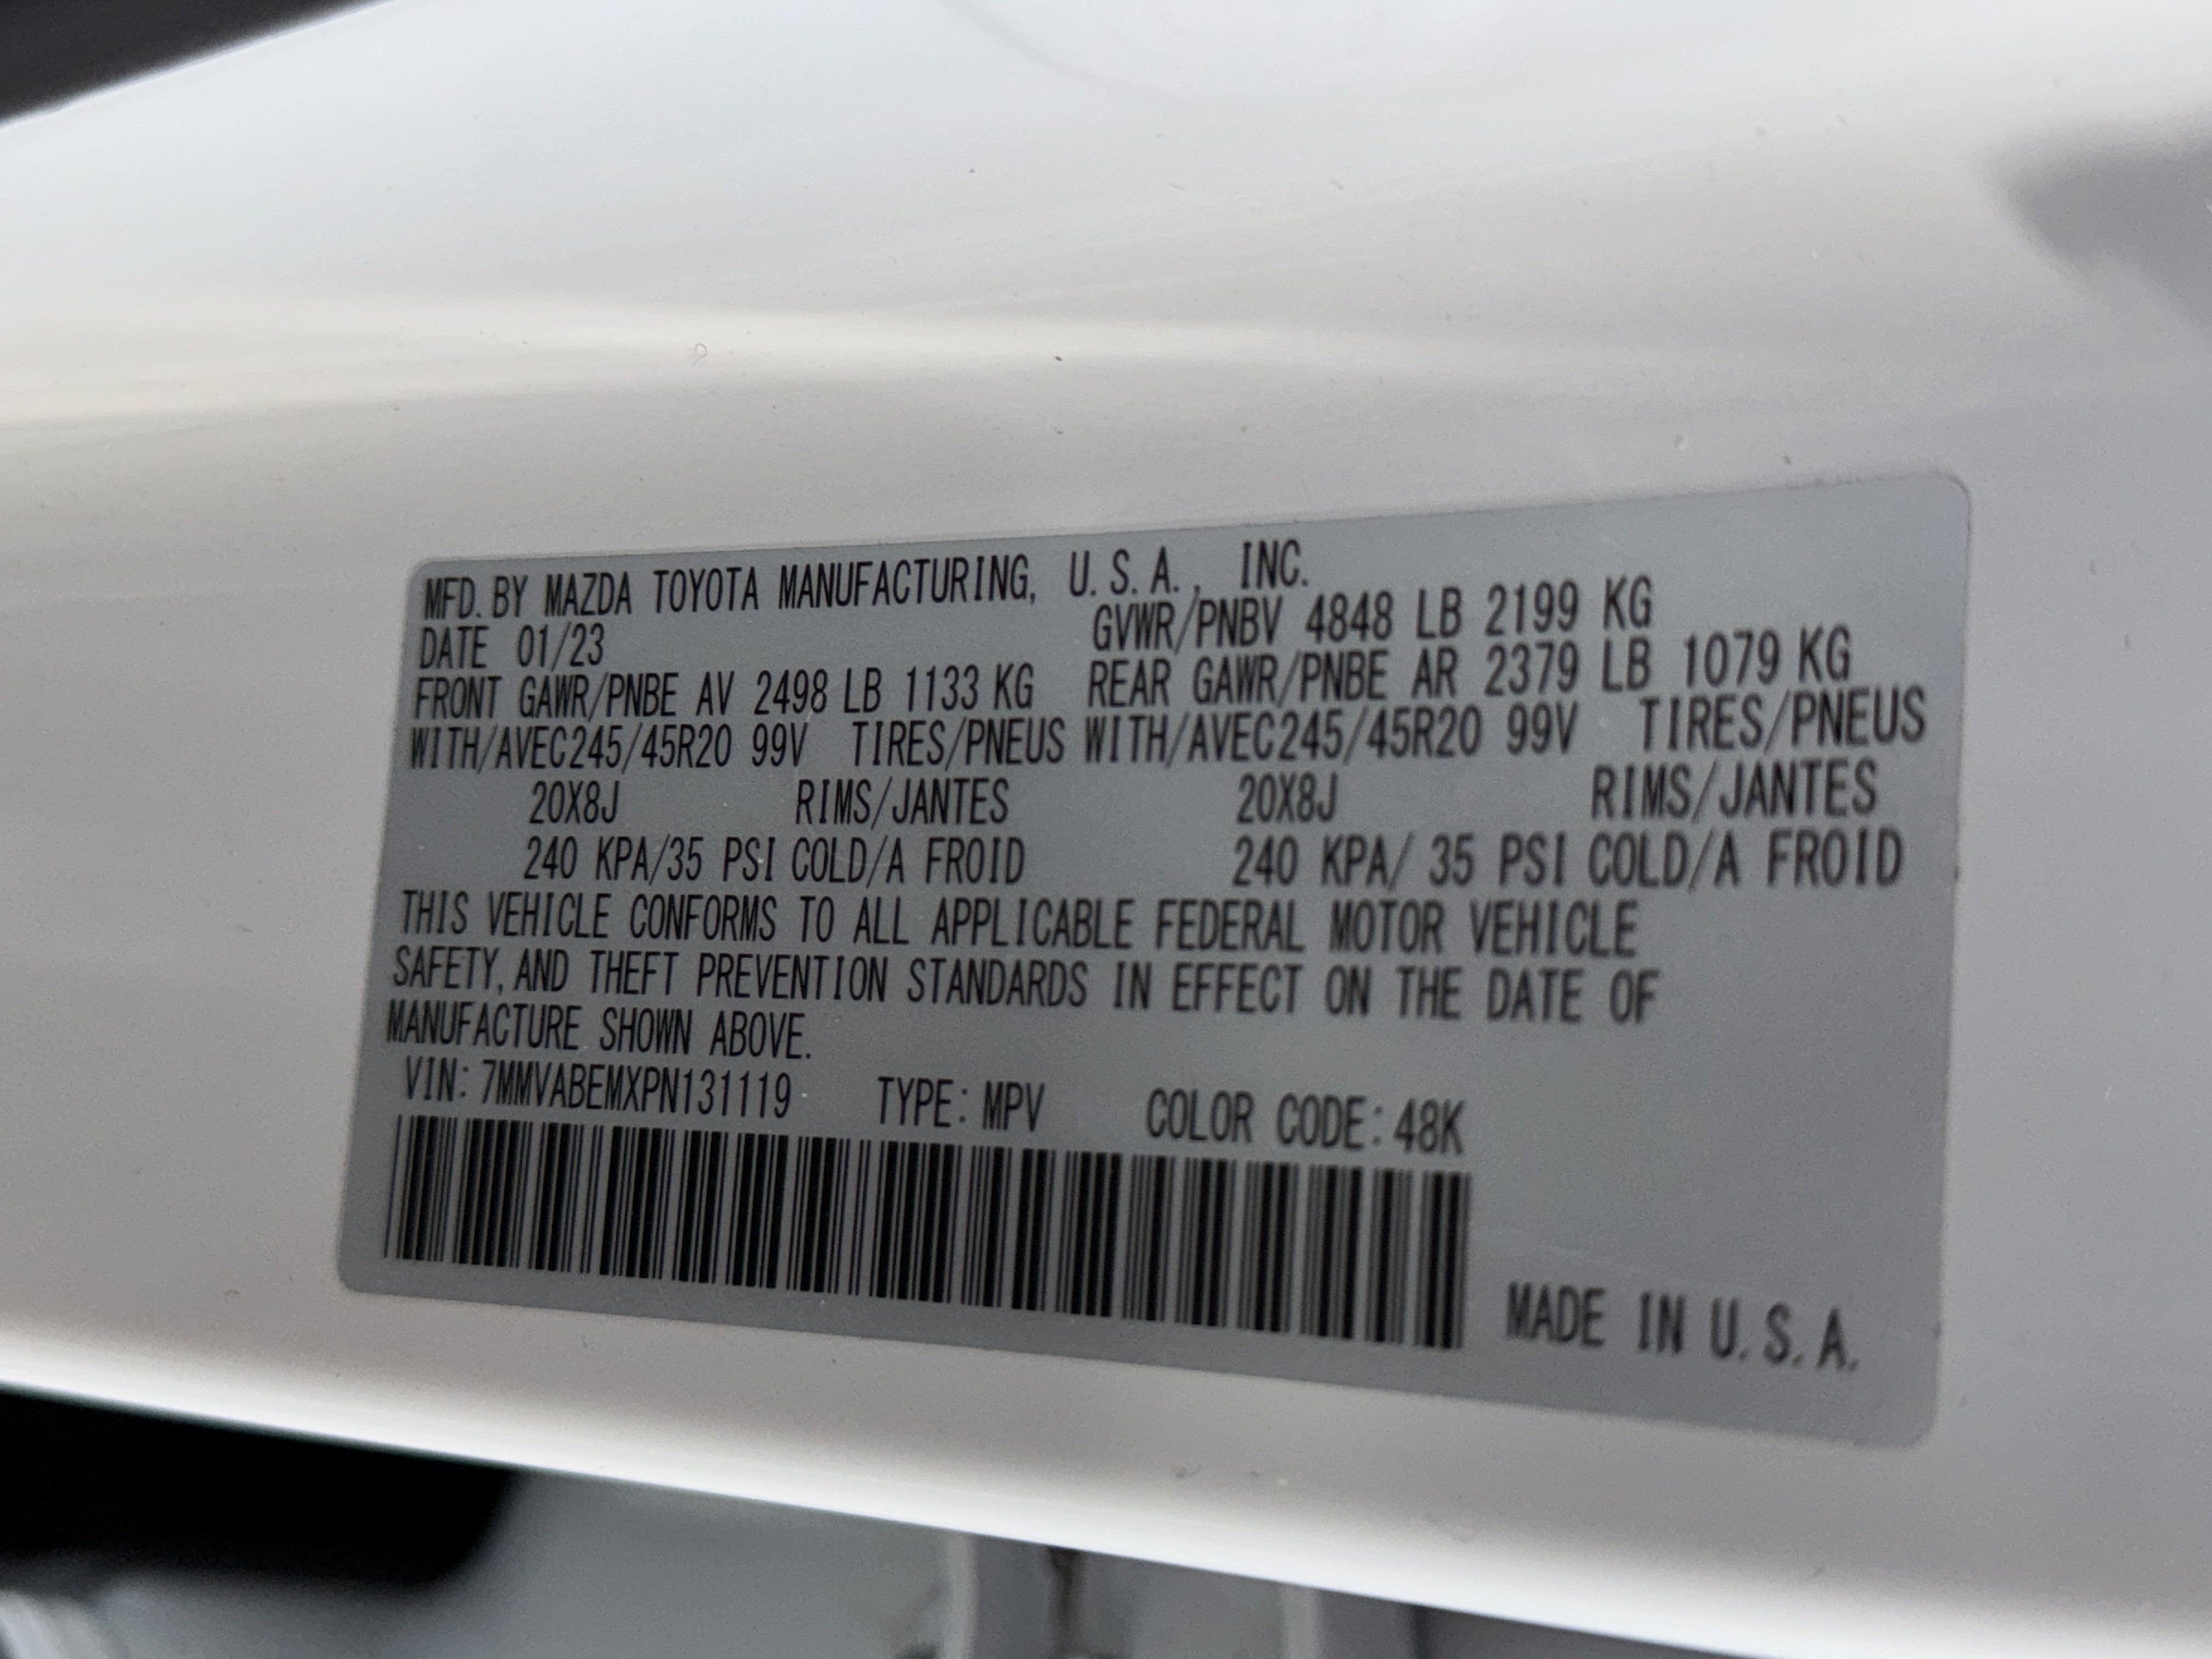 MFD. BY MAZDA TOYOTA MANUFACTURING, U.S.A., INC.
DATE 01/23 GVWR/PNBV 4848 LB 2199 KG
FRONT GAWR/PNBE AV 2498 LB 1133 KG REAR GAWR/PNBE AR 2379 LB 1079 KG
WITH/AVEC245/45R20 99V TIRES/PNEUS WITH/AVEC245/45R20 99V TIRES/PNEUS
20X8J RIMS/JANTES 20X8J RIMS/JANTES
240 KPA/35 PSI COLD/A FROID 240 KPA/ 35 PSI COLD/A FROID
THIS VEHICLE CONFORMS TO ALL APPLICABLE FEDERAL MOTOR VEHICLE
SAFETY, AND THEFT PREVENTION STANDARDS IN EFFECT ON THE DATE OF
MANUFACTURE SHOWN ABOVE.
VIN: 7MMVABEMXPN131119 TYPE: MPV COLOR CODE: 48K
MADE IN U.S.A.